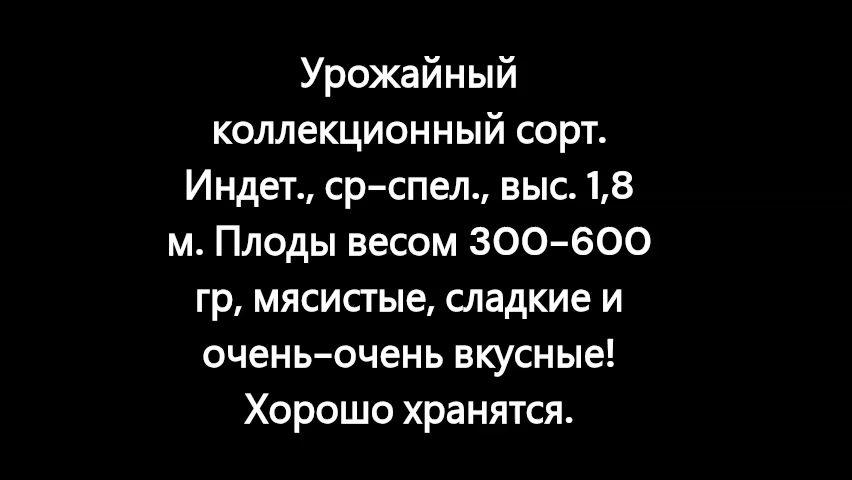 Урожайный
коллекционный сорт.
Индет., ср-спел., выс. 1,8
м. Плоды весом 300-600
гр, мясистые, сладкие и
очень-очень вкусные!
Хорошо хранятся.